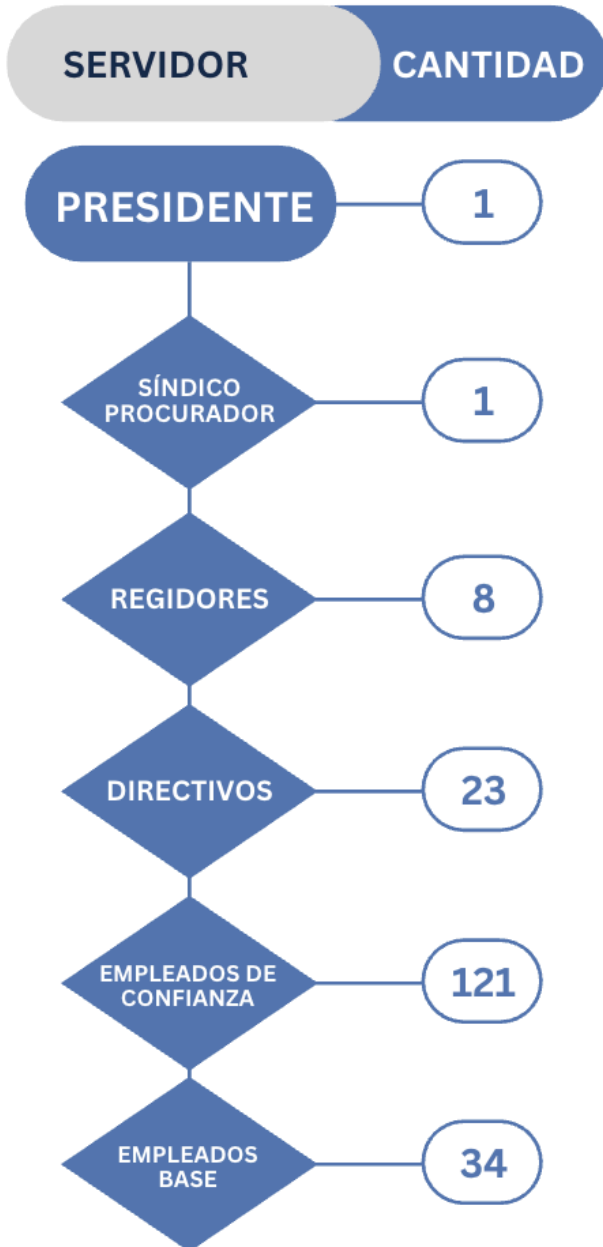 SERVIDOR CANTIDAD
PRESIDENTE 1
SÍNDICO
PROCURADOR 1
REGIDORES 8
DIRECTIVOS 23
EMPLEADOS DE
CONFIANZA 121
EMPLEADOS
BASE 34